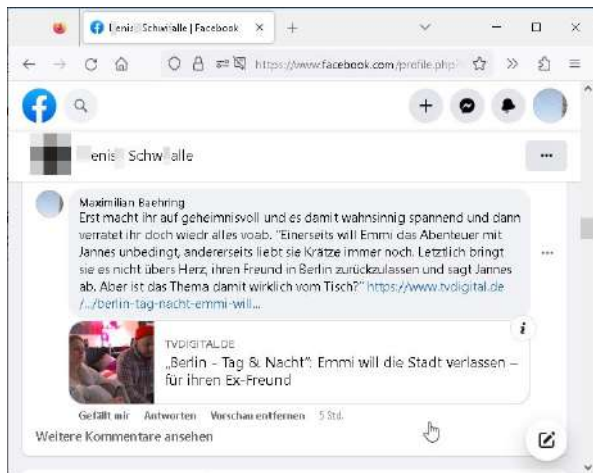 Schwifalle | Facebook
https://www.facebook.com/profile.php
Schw alle
Maximilian Baehring
Erst macht ihr auf geheimnisvoll und es damit wahnsinnig spannend und dann
verratet ihr doch wiedr alles voab. "Einerseits will Emmi das Abenteuer mit
Jannes unbedingt, andererseits liebt sie Krätze immer noch. Letztlich bringt
sie es nicht übers Herz, ihren Freund in Berlin zurückzulassen und sagt Jannes
ab. Aber ist das Thema damit wirklich vom Tisch?" https://www.tvdigital.de
/.../berlin-tag-nacht-emmi-will...
TVDIGITAL.DE
„Berlin - Tag & Nacht": Emmi will die Stadt verlassen –
für ihren Ex-Freund
Gefällt mir Antworten Vorschau entfernen 5 Std.
Weitere Kommentare ansehen